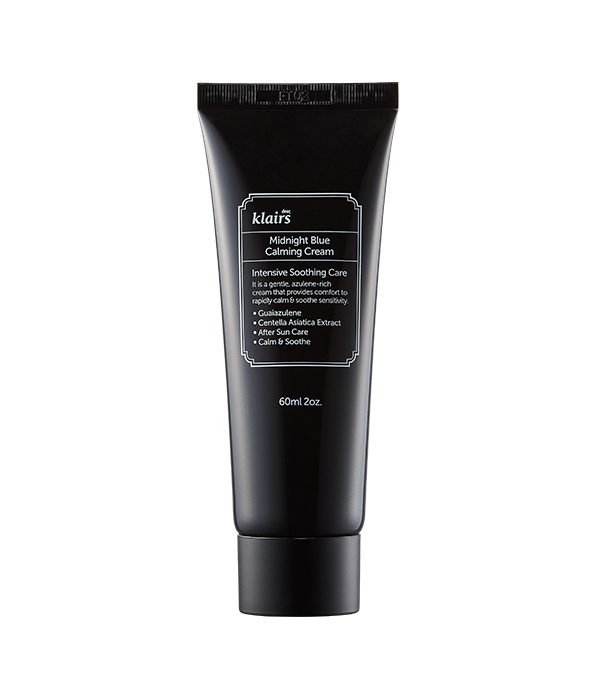 FT02
dear,
klairs
Midnight Blue
Calming Cream
Intensive Soothing Care
It is a gentle, azulene-rich
cream that provides comfort to
rapidly calm & soothe sensitivity.
• Guaiazulene
• Centella Asiatica Extract
• After Sun Care
• Calm & Soothe
60ml 2oz.